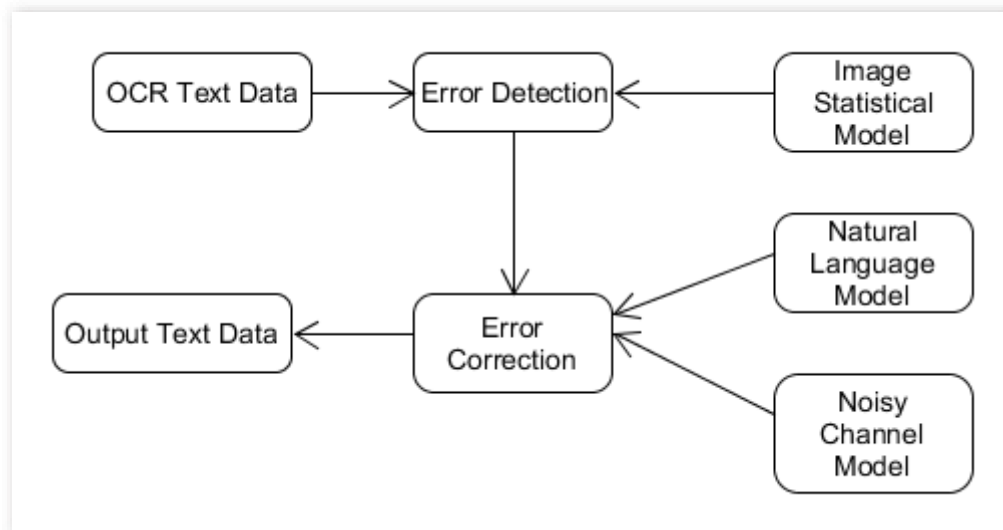 OCR Text Data
Error Detection
Image
Statistical
Model
Natural
Language
Model
Output Text Data
Error
Correction
Noisy
Channel
Model